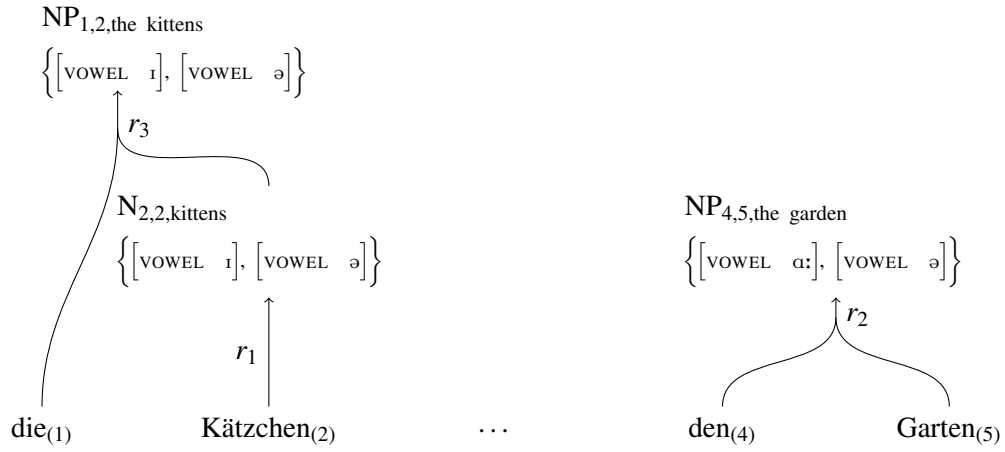 NP1,2,the kittens
{[VOWEL ɪ], [VOWEL ə]}
r3
N2,2,kittens
{[VOWEL ɪ], [VOWEL ə]}
NP4,5,the garden
{[VOWEL ɑː], [VOWEL ə]}
r1
r2
die(1)
Kätzchen(2)
...
den(4)
Garten(5)